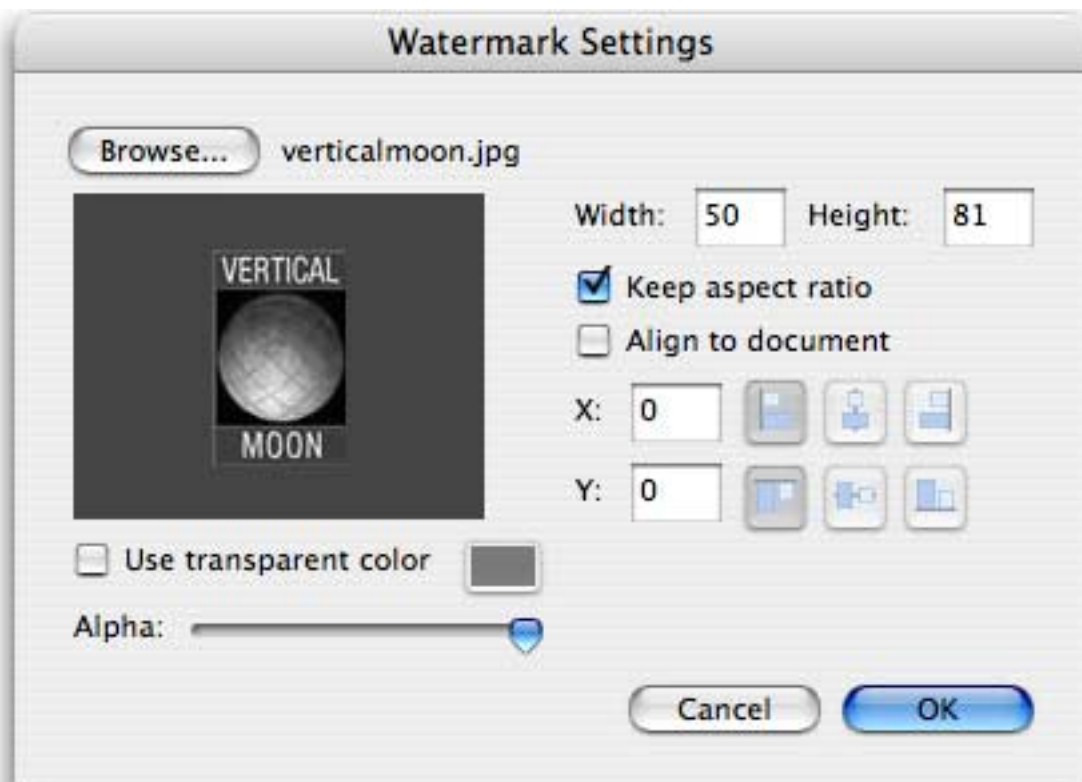 Watermark Settings
Browse... verticalmoon.jpg
VERTICAL
MOON
Width: 50 Height: 81
Keep aspect ratio
Align to document
X: 0
Y: 0
Use transparent color
Alpha:
Cancel OK